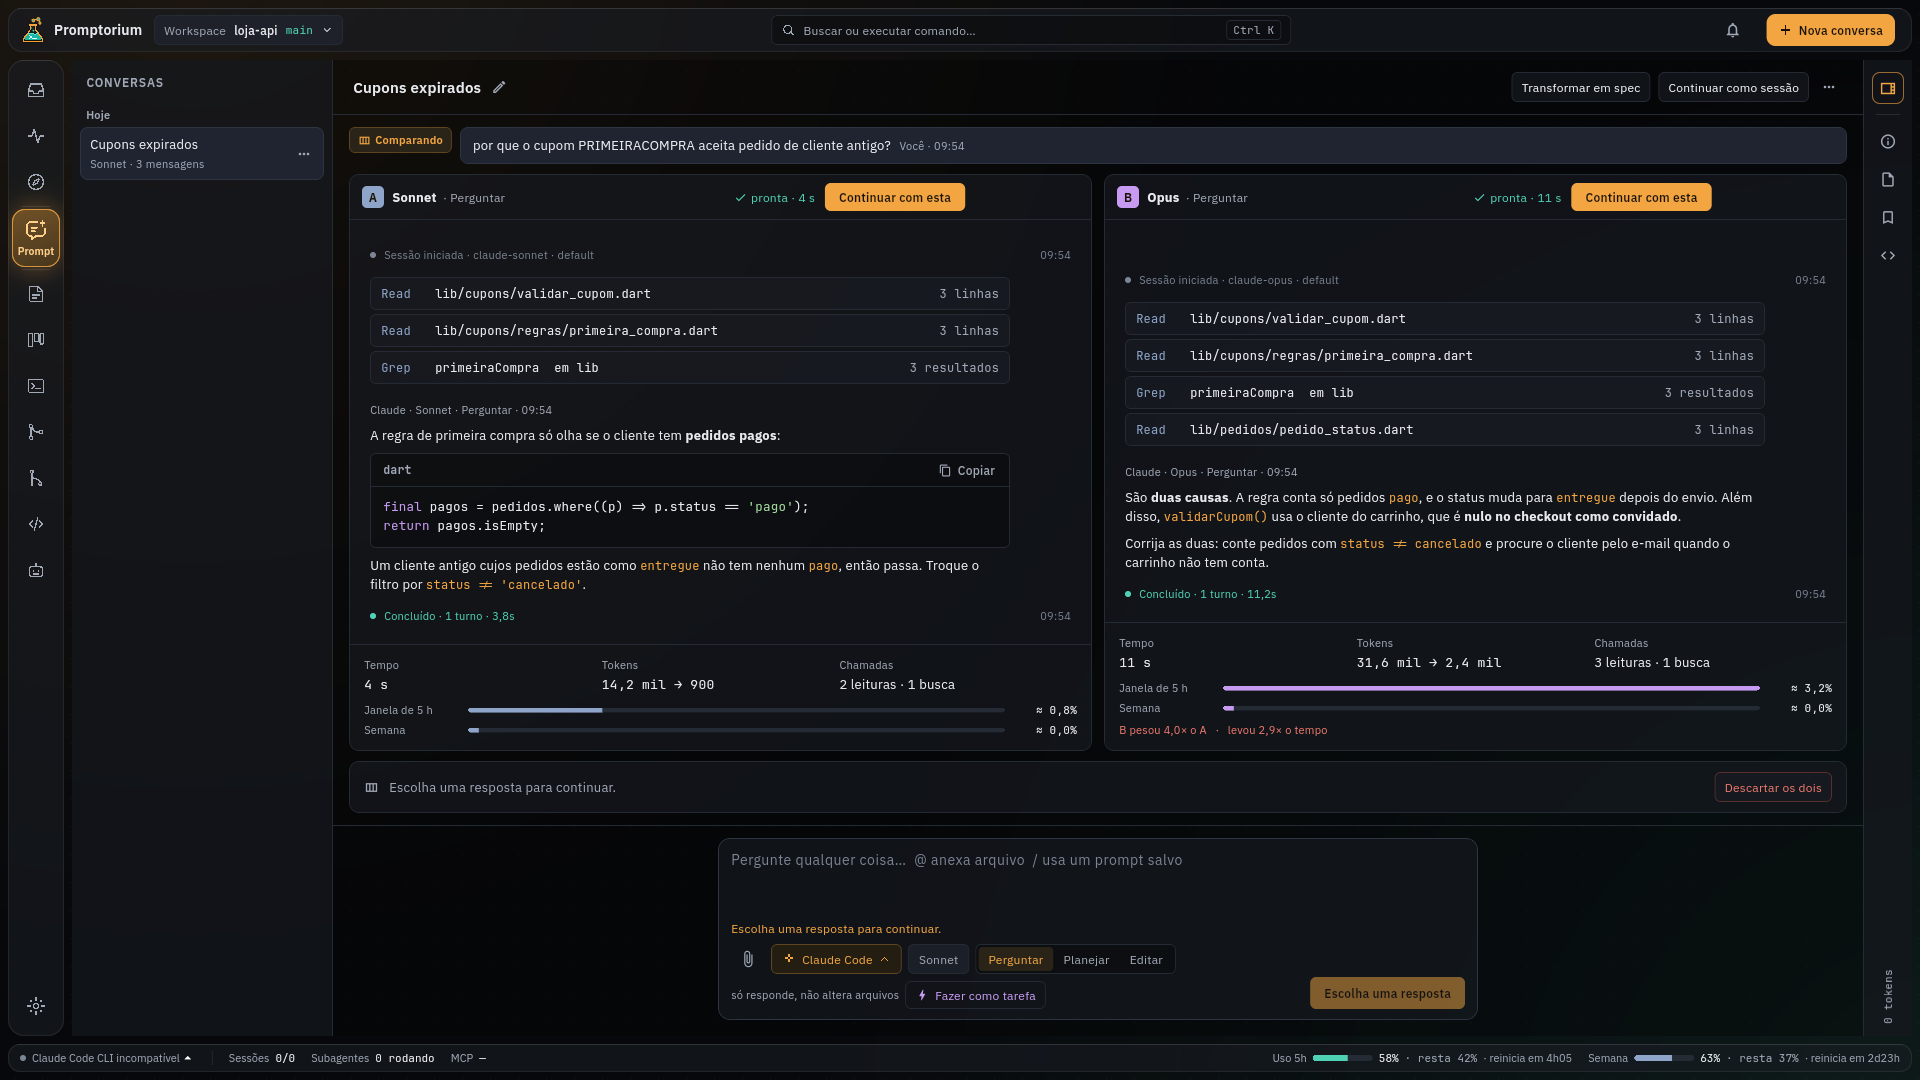 Promptorium
Workspace loja-api main
Buscar ou executar comando...
Ctrl K
Nova conversa
Prompt
CONVERSAS
Hoje
Cupons expirados
Sonnet · 3 mensagens
Cupons expirados
Transformar em spec
Continuar como sessão
Comparando
por que o cupom PRIMEIRACOMPRA aceita pedido de cliente antigo? Você · 09:54
A Sonnet · Perguntar
pronta · 4 s
Continuar com esta
Sessão iniciada · claude-sonnet · default 09:54
Read lib/cupons/validar_cupom.dart 3 linhas
Read lib/cupons/regras/primeira_compra.dart 3 linhas
Grep primeiraCompra em lib 3 resultados
Claude · Sonnet · Perguntar · 09:54
A regra de primeira compra só olha se o cliente tem pedidos pagos:
dart Copiar
final pagos = pedidos.where((p) => p.status == 'pago');
return pagos.isEmpty;
Um cliente antigo cujos pedidos estão como entregue não tem nenhum pago, então passa. Troque o
filtro por status != 'cancelado'.
Concluído · 1 turno · 3,8s 09:54
Tempo Tokens Chamadas
4 s 14,2 mil → 900 2 leituras · 1 busca
Janela de 5 h ≈ 0,8%
Semana ≈ 0,0%
B Opus · Perguntar
pronta · 11 s
Continuar com esta
Sessão iniciada · claude-opus · default 09:54
Read lib/cupons/validar_cupom.dart 3 linhas
Read lib/cupons/regras/primeira_compra.dart 3 linhas
Grep primeiraCompra em lib 3 resultados
Read lib/pedidos/pedido_status.dart 3 linhas
Claude · Opus · Perguntar · 09:54
São duas causas. A regra conta só pedidos pago, e o status muda para entregue depois do envio. Além
disso, validarCupom() usa o cliente do carrinho, que é nulo no checkout como convidado.
Corrija as duas: conte pedidos com status != cancelado e procure o cliente pelo e-mail quando o
carrinho não tem conta.
Concluído · 1 turno · 11,2s 09:54
Tempo Tokens Chamadas
11 s 31,6 mil → 2,4 mil 3 leituras · 1 busca
Janela de 5 h ≈ 3,2%
Semana ≈ 0,0%
B pesou 4,0× o A · levou 2,9× o tempo
Escolha uma resposta para continuar.
Descartar os dois
Pergunte qualquer coisa... @ anexa arquivo / usa um prompt salvo
Escolha uma resposta para continuar.
Claude Code Sonnet Perguntar Planejar Editar
só responde, não altera arquivos Fazer como tarefa
Escolha uma resposta
0 tokens
Claude Code CLI incompatível Sessões 0/0 Subagentes 0 rodando MCP —
Uso 5h 58% · resta 42% · reinicia em 4h05 Semana 63% · resta 37% · reinicia em 2d23h